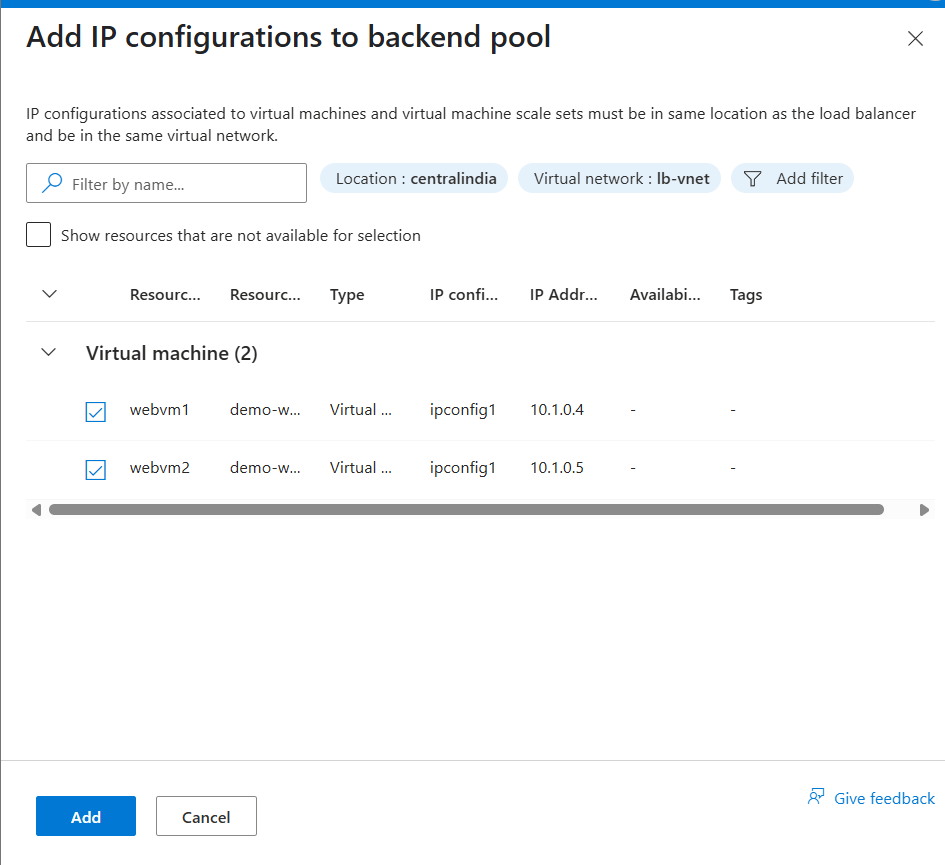 Add IP configurations to backend pool
IP configurations associated to virtual machines and virtual machine scale sets must be in same location as the load balancer
and be in the same virtual network.
Filter by name...
Location : centralindia
Virtual network : lb-vnet
Add filter
Show resources that are not available for selection
Resourc... Resourc... Type IP confi... IP Addr... Availabi... Tags
Virtual machine (2)
webvm1 demo-w... Virtual ... ipconfig1 10.1.0.4 - -
webvm2 demo-w... Virtual ... ipconfig1 10.1.0.5 - -
Give feedback
Add Cancel